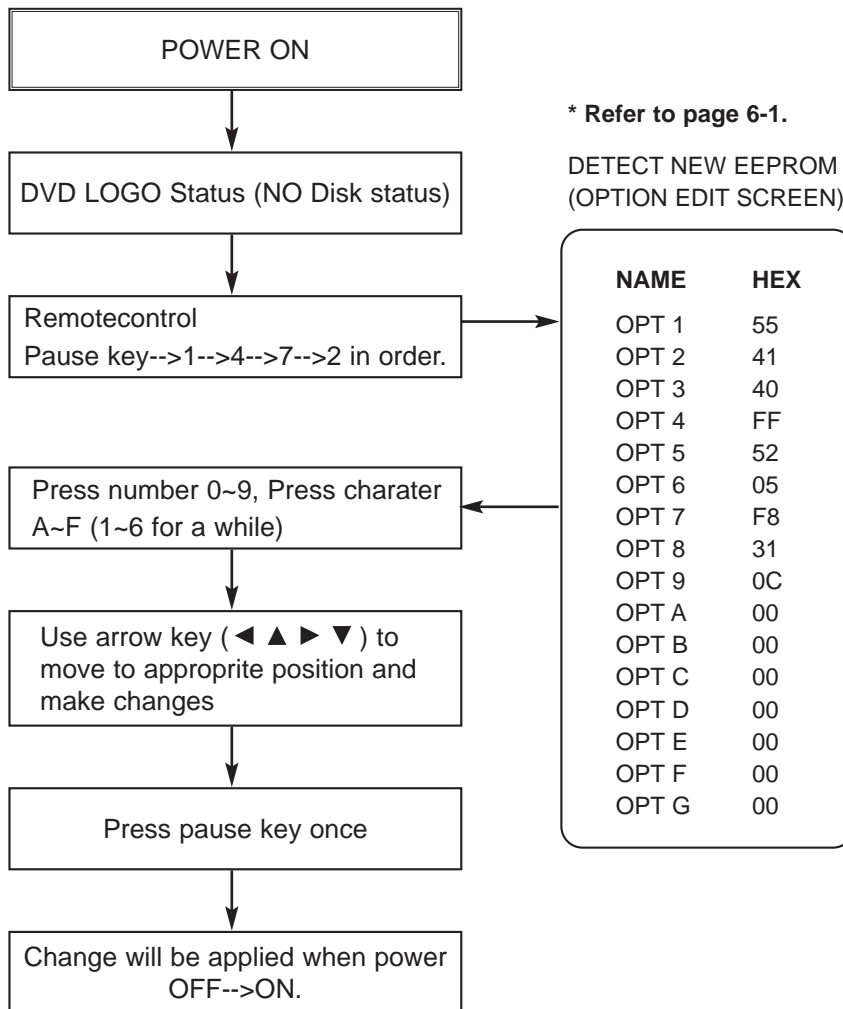 POWER ON
DVD LOGO Status (NO Disk status)
Remotecontrol
Pause key-->1-->4-->7-->2 in order.
* Refer to page 6-1.
DETECT NEW EEPROM
(OPTION EDIT SCREEN)
NAME HEX
OPT 1 55
OPT 2 41
OPT 3 40
OPT 4 FF
OPT 5 52
OPT 6 05
OPT 7 F8
OPT 8 31
OPT 9 0C
OPT A 00
OPT B 00
OPT C 00
OPT D 00
OPT E 00
OPT F 00
OPT G 00
Press number 0~9, Press charater
A~F (1~6 for a while)
Use arrow key (◀ ▲ ▶ ▼) to
move to approprite position and
make changes
Press pause key once
Change will be applied when power
OFF-->ON.